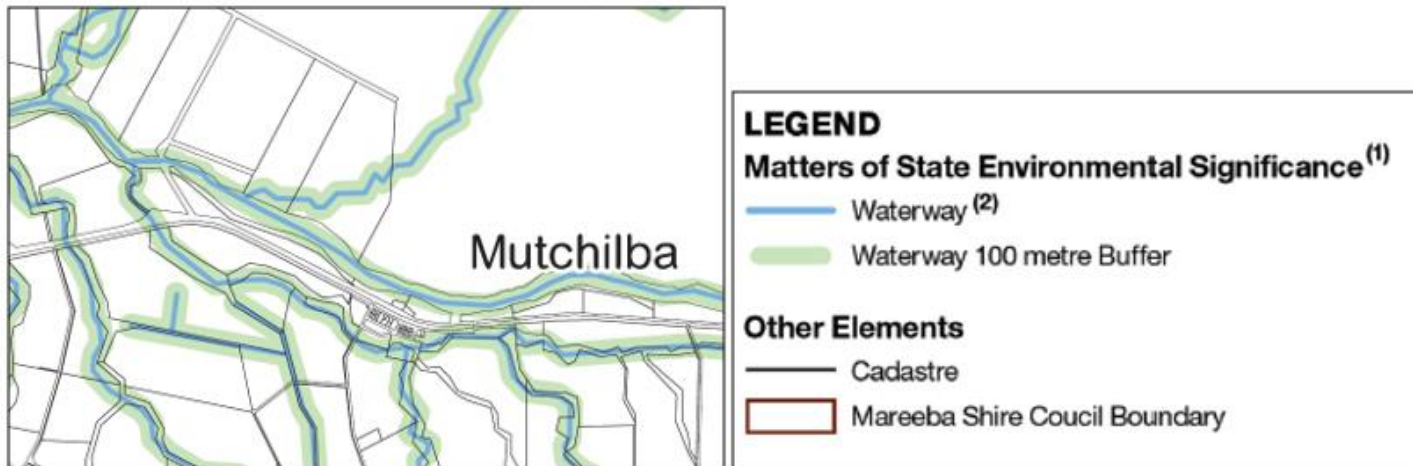 Mutchilba
LEGEND
Matters of State Environmental Significance (1)
Waterway (2)
Waterway 100 metre Buffer
Other Elements
Cadastre
Mareeba Shire Coucil Boundary